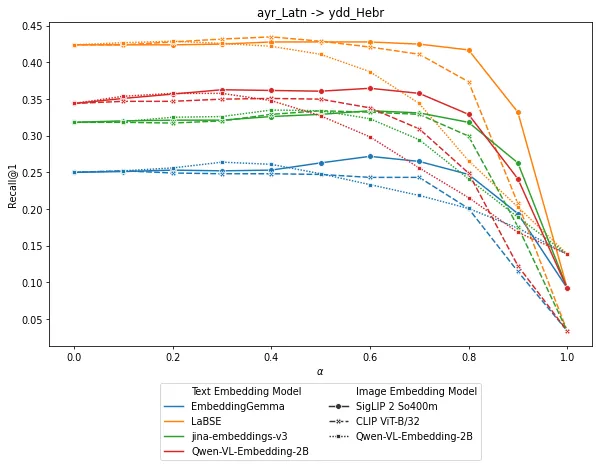 ayr_Latn -> ydd_Hebr
Recall@1
0.45
0.40
0.35
0.30
0.25
0.20
0.15
0.10
0.05
0.0 0.2 0.4 0.6 0.8 1.0
α
Text Embedding Model Image Embedding Model
EmbeddingGemma SigLIP 2 So400m
LaBSE CLIP ViT-B/32
jina-embeddings-v3 Qwen-VL-Embedding-2B
Qwen-VL-Embedding-2B